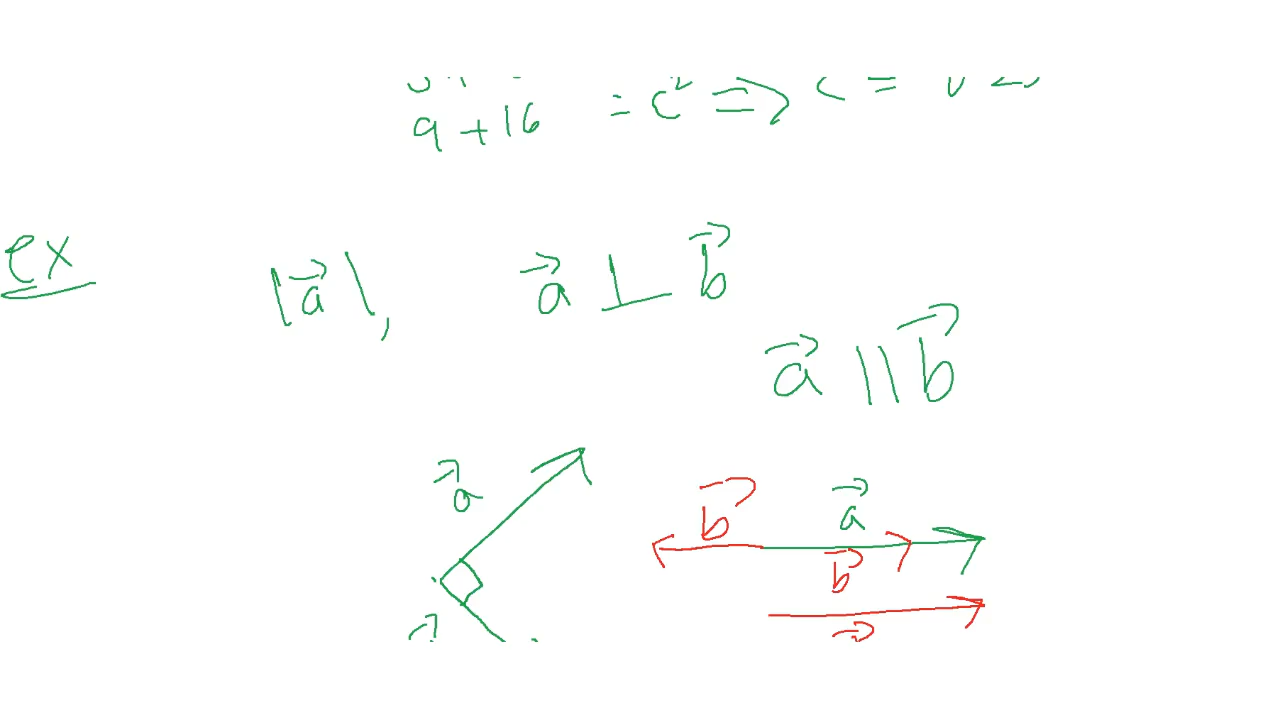 9 + 16 = c² ⇒ c =
ex |a⃗|, a⃗ ⊥ b⃗
a⃗ || b⃗
a⃗ b⃗ a⃗
b⃗